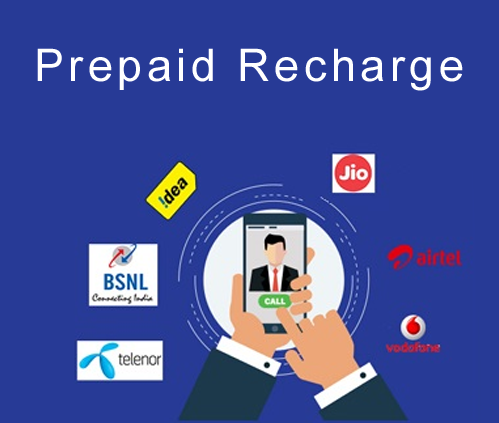 Prepaid Recharge
!dea
Jio
BSNL
Connecting India
airtel
CALL
telenor
vodafone